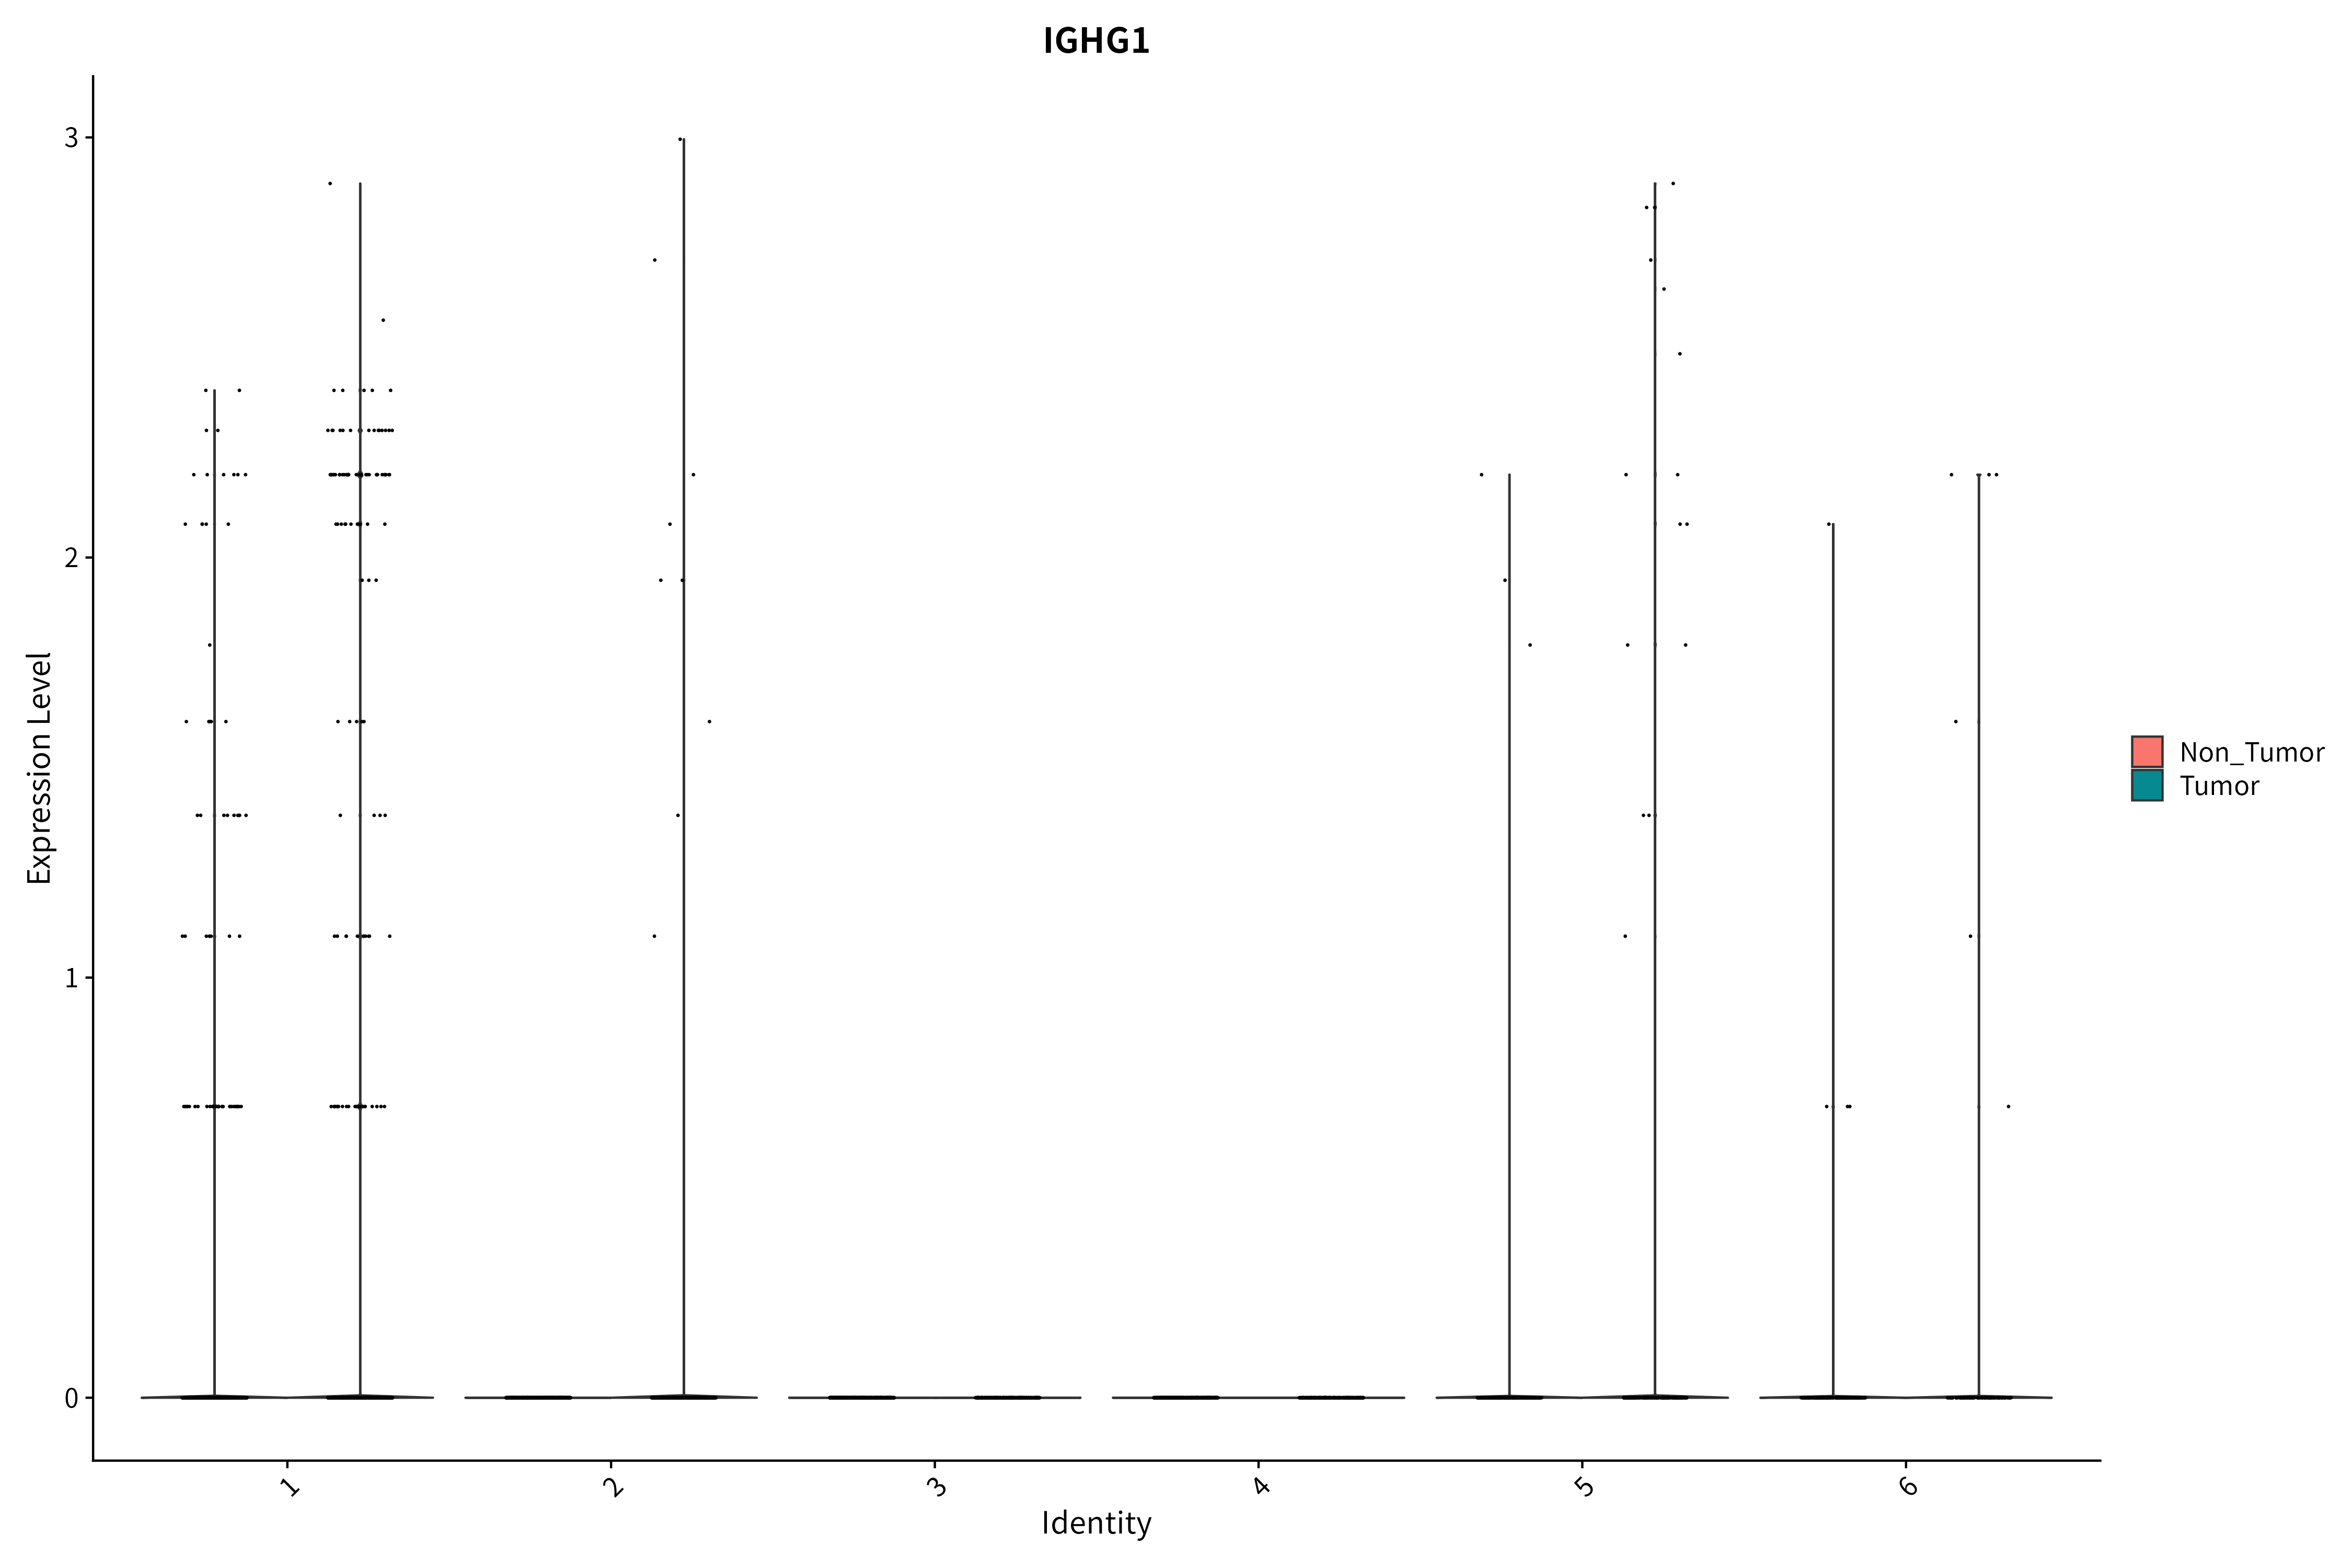 IGHG1
Expression Level
3
2
1
0
1
2
3
4
5
6
Identity
Non_Tumor
Tumor